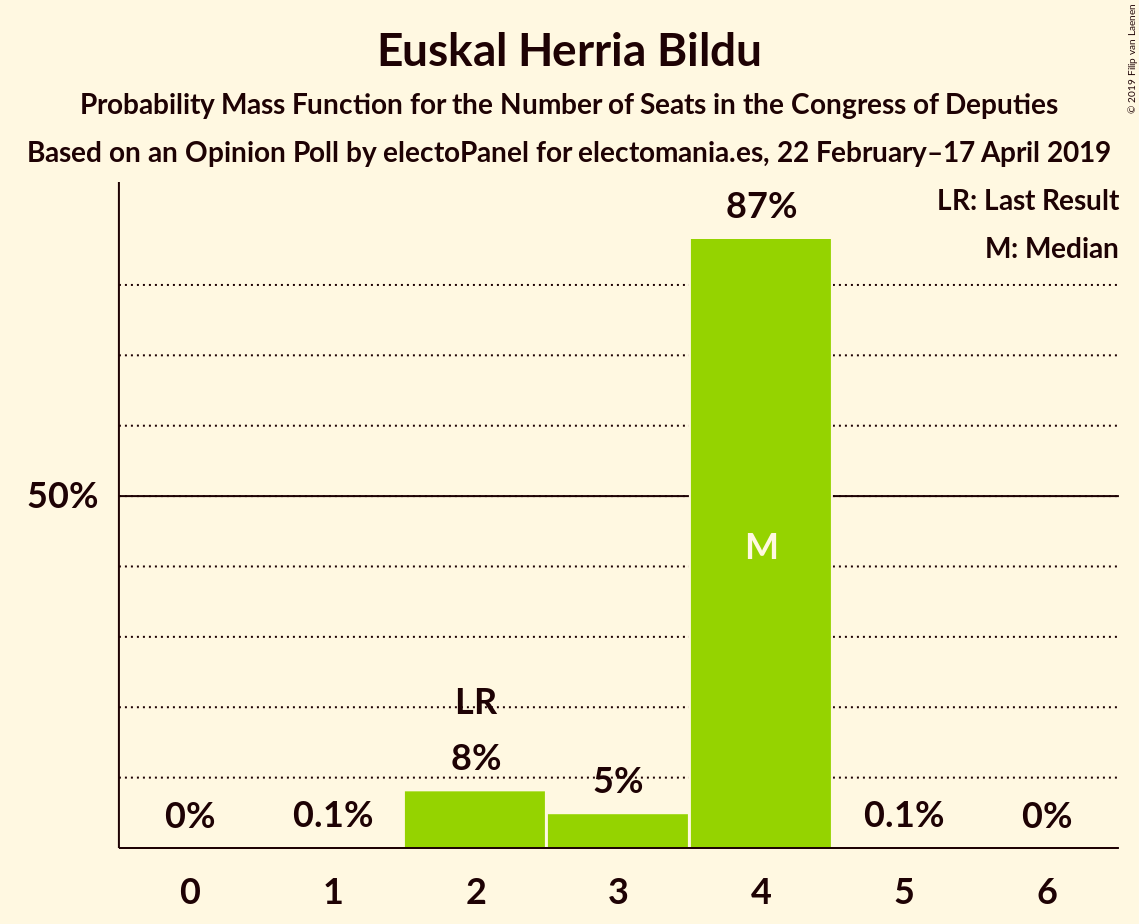 Euskal Herria Bildu
Probability Mass Function for the Number of Seats in the Congress of Deputies
Based on an Opinion Poll by electoPanel for electomania.es, 22 February–17 April 2019
© 2019 Filip van Laenen
LR: Last Result
M: Median
87%
50%
M
LR
8%
5%
0%
0.1%
0.1%
0%
0
1
2
3
4
5
6